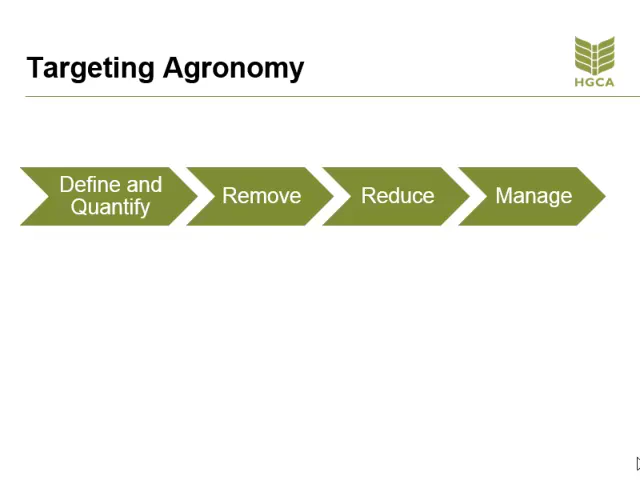 Targeting Agronomy
HGCA
Define and
Quantify
Remove
Reduce
Manage